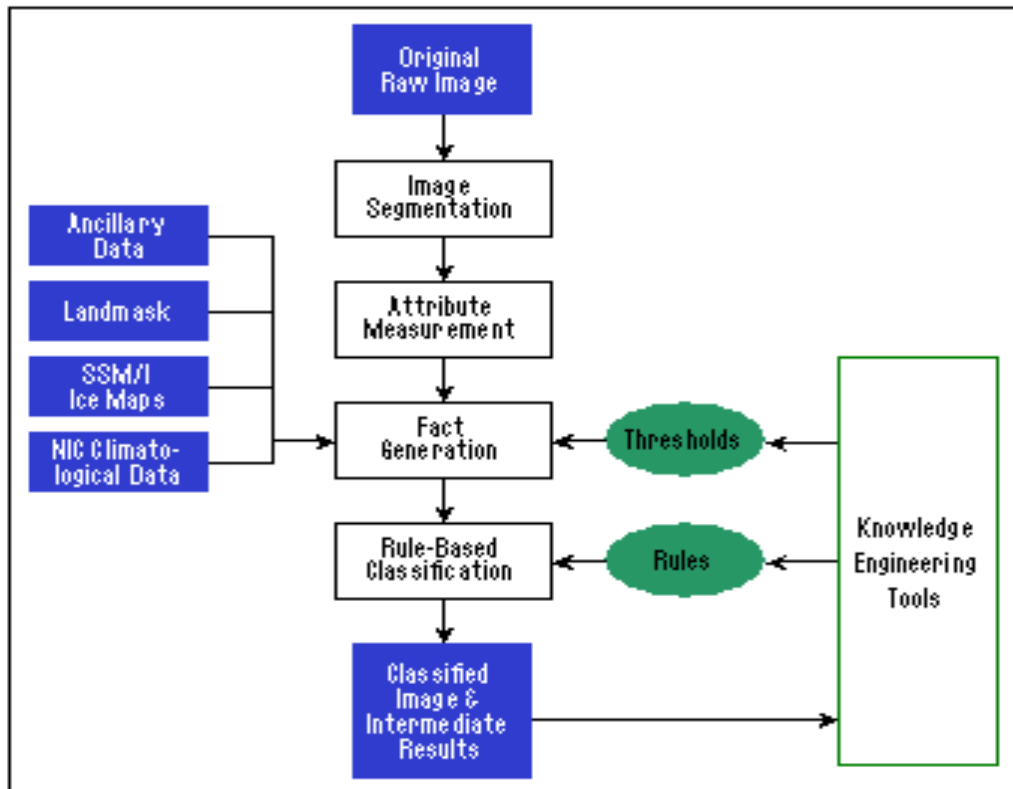 Original
Raw Image
Image
Segmentation
Ancillary
Data
Landmask
SSM/I
Ice Maps
NIC Climato-
logical Data
Attribute
Measurement
Fact
Generation
Thresholds
Rule-Based
Classification
Rules
Knowledge
Engineering
Tools
Classified
Image &
Intermediate
Results